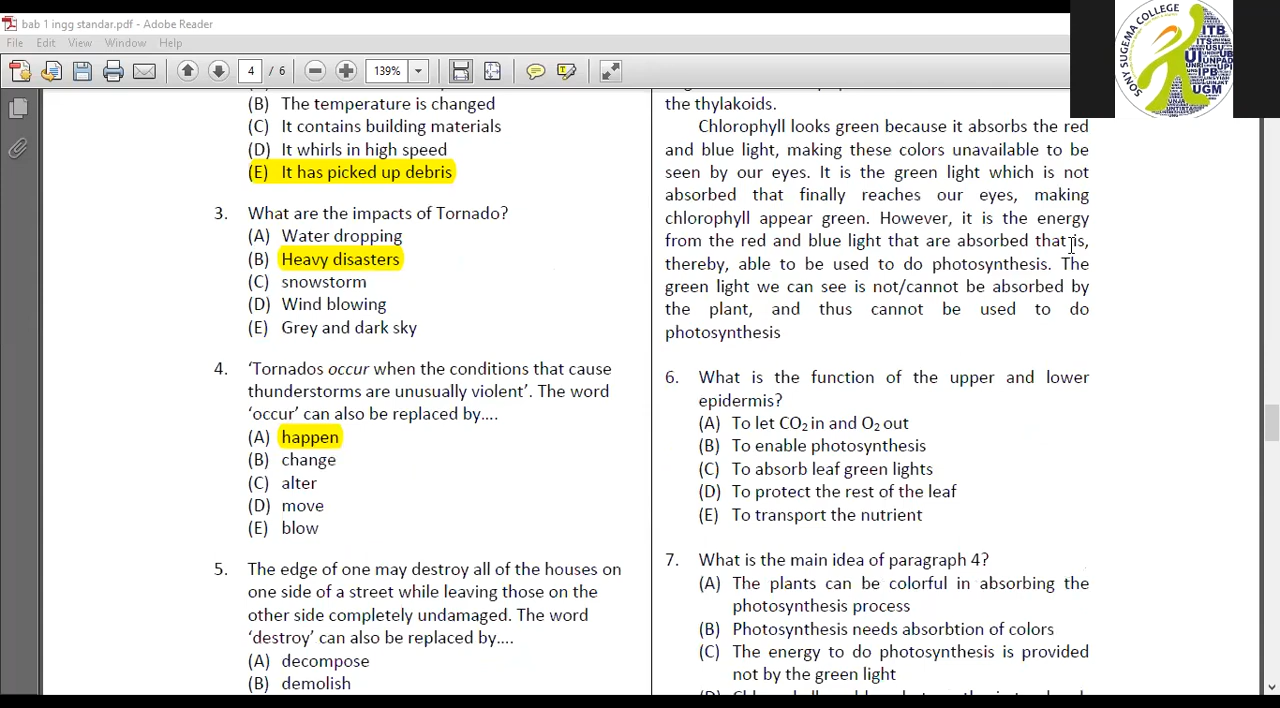 bab 1 ingg standar.pdf - Adobe Reader
File Edit View Window Help
4 / 6 139%
SONY SUGEMA COLLEGE
ITB
UI
IPB
UGM
UNPAD
(B) The temperature is changed
(C) It contains building materials
(D) It whirls in high speed
(E) It has picked up debris
3. What are the impacts of Tornado?
(A) Water dropping
(B) Heavy disasters
(C) snowstorm
(D) Wind blowing
(E) Grey and dark sky
4. ‘Tornados occur when the conditions that cause
thunderstorms are unusually violent’. The word
‘occur’ can also be replaced by....
(A) happen
(B) change
(C) alter
(D) move
(E) blow
5. The edge of one may destroy all of the houses on
one side of a street while leaving those on the
other side completely undamaged. The word
‘destroy’ can also be replaced by....
(A) decompose
(B) demolish
the thylakoids.
Chlorophyll looks green because it absorbs the red
and blue light, making these colors unavailable to be
seen by our eyes. It is the green light which is not
absorbed that finally reaches our eyes, making
chlorophyll appear green. However, it is the energy
from the red and blue light that are absorbed that is,
thereby, able to be used to do photosynthesis. The
green light we can see is not/cannot be absorbed by
the plant, and thus cannot be used to do
photosynthesis
6. What is the function of the upper and lower
epidermis?
(A) To let CO2 in and O2 out
(B) To enable photosynthesis
(C) To absorb leaf green lights
(D) To protect the rest of the leaf
(E) To transport the nutrient
7. What is the main idea of paragraph 4?
(A) The plants can be colorful in absorbing the
photosynthesis process
(B) Photosynthesis needs absorbtion of colors
(C) The energy to do photosynthesis is provided
not by the green light